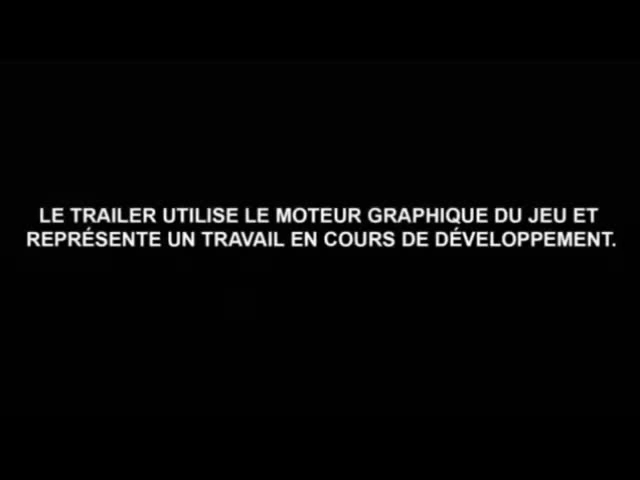 LE TRAILER UTILISE LE MOTEUR GRAPHIQUE DU JEU ET
REPRÉSENTE UN TRAVAIL EN COURS DE DÉVELOPPEMENT.